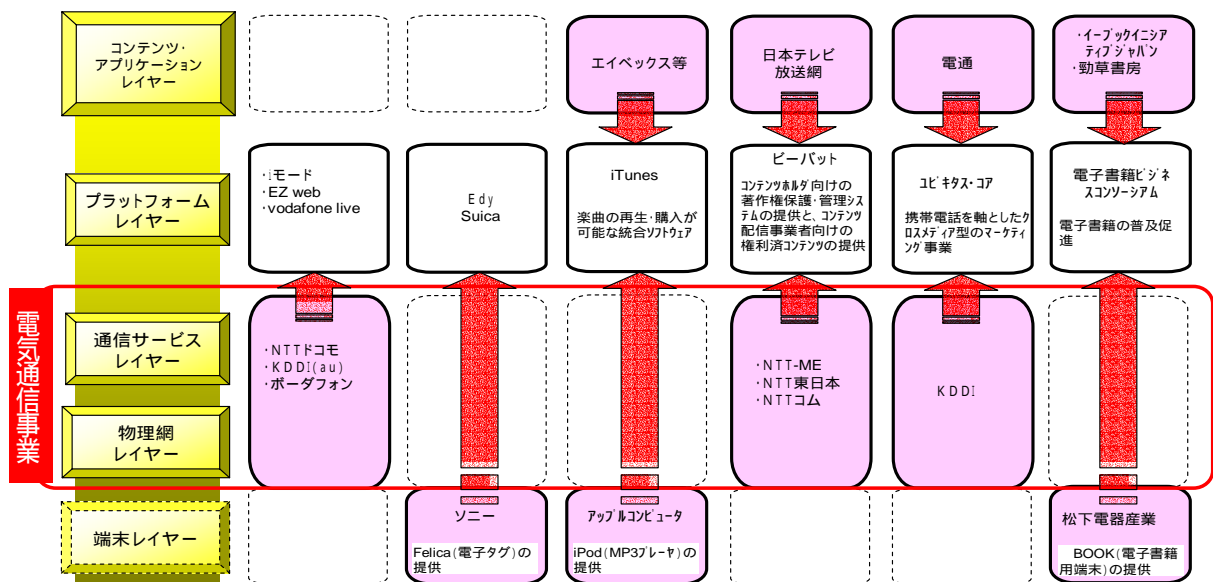 コンテンツ・
アプリケーション
レイヤー
エイベックス等
日本テレビ
放送網
電通
・イーブックイニシア
ティブジャパン
・勁草書房
プラットフォーム
レイヤー
・iモード
・EZ web
・vodafone live
Edy
Suica
iTunes
楽曲の再生・購入が
可能な統合ソフトウェア
ビーバット
コンテンツホルダ向けの
著作権保護・管理シス
テムの提供と、コンテンツ
配信事業者向けの
権利済コンテンツの提供
ユビキタス・コア
携帯電話を軸としたク
ロスメディア型のマーケティ
ング事業
電子書籍ビジネ
スコンソーシアム
電子書籍の普及促
進
電気通信事業
通信サービス
レイヤー
・NTTドコモ
・KDDI(au)
・ボーダフォン
・NTT-ME
・NTT東日本
・NTTコム
KDDI
物理網
レイヤー
端末レイヤー
ソニー
Felica(電子タグ)の
提供
アップルコンピュータ
iPod(MP3プレーヤ)の
提供
松下電器産業
BOOK(電子書籍
用端末)の提供